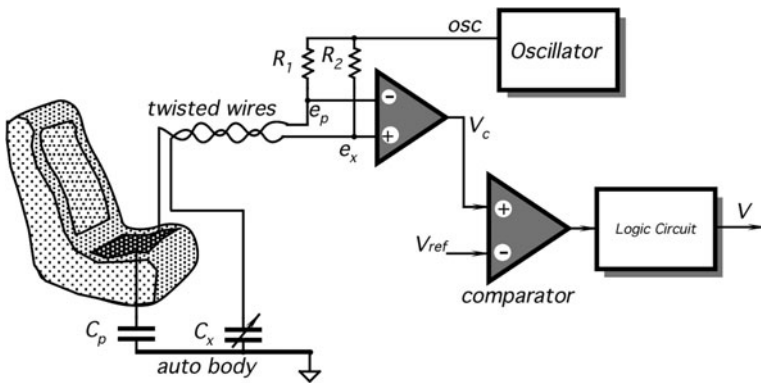 osc
Oscillator
R1
R2
twisted wires
ep
ex
Vc
Vref
comparator
Logic Circuit
V
Cp
Cx
auto body